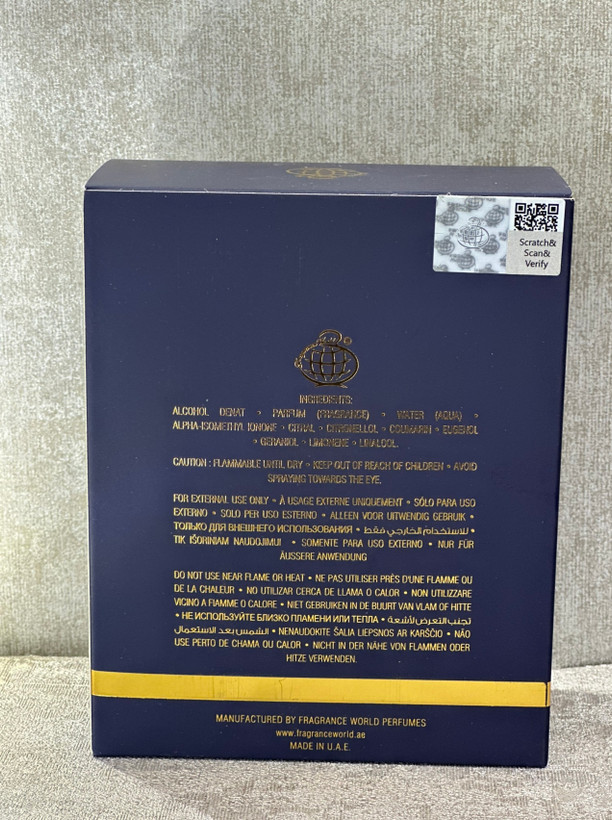 Scratch&
Scan&
Verify
INGREDIENTS:
ALCOHOL DENAT • PARFUM (FRAGRANCE) • WATER (AQUA) •
ALPHA-ISOMETHYL IONONE • CITRAL • CITRONELLOL • COUMARIN • EUGENOL
• GERANIOL • LIMONENE • LINALOOL.
CAUTION : FLAMMABLE UNTIL DRY • KEEP OUT OF REACH OF CHILDREN • AVOID
SPRAYING TOWARDS THE EYE.
FOR EXTERNAL USE ONLY • À USAGE EXTERNE UNIQUEMENT • SÓLO PARA USO
EXTERNO • SOLO PER USO ESTERNO • ALLEEN VOOR UITWENDIG GEBRUIK •
ТОЛЬКО ДЛЯ ВНЕШНЕГО ИСПОЛЬЗОВАНИЯ • للاستخدام الخارجي فقط •
TIK IŠORINIAM NAUDOJIMUI • SOMENTE PARA USO EXTERNO • NUR FÜR
ÄUSSERE ANWENDUNG
DO NOT USE NEAR FLAME OR HEAT • NE PAS UTILISER PRÈS D'UNE FLAMME OU
DE LA CHALEUR • NO UTILIZAR CERCA DE LLAMA O CALOR • NON UTILIZZARE
VICINO A FIAMME O CALORE • NIET GEBRUIKEN IN DE BUURT VAN VLAM OF HITTE
• НЕ ИСПОЛЬЗУЙТЕ БЛИЗКО ПЛАМЕНИ ИЛИ ТЕПЛА • تجنب التعرض لأشعة
الشمس بعد الاستعمال • NENAUDOKITE ŠALIA LIEPSNOS AR KARŠČIO • NÃO
USE PERTO DE CHAMA OU CALOR • NICHT IN DER NÄHE VON FLAMMEN ODER
HITZE VERWENDEN.
MANUFACTURED BY FRAGRANCE WORLD PERFUMES
www.fragranceworld.ae
MADE IN U.A.E.